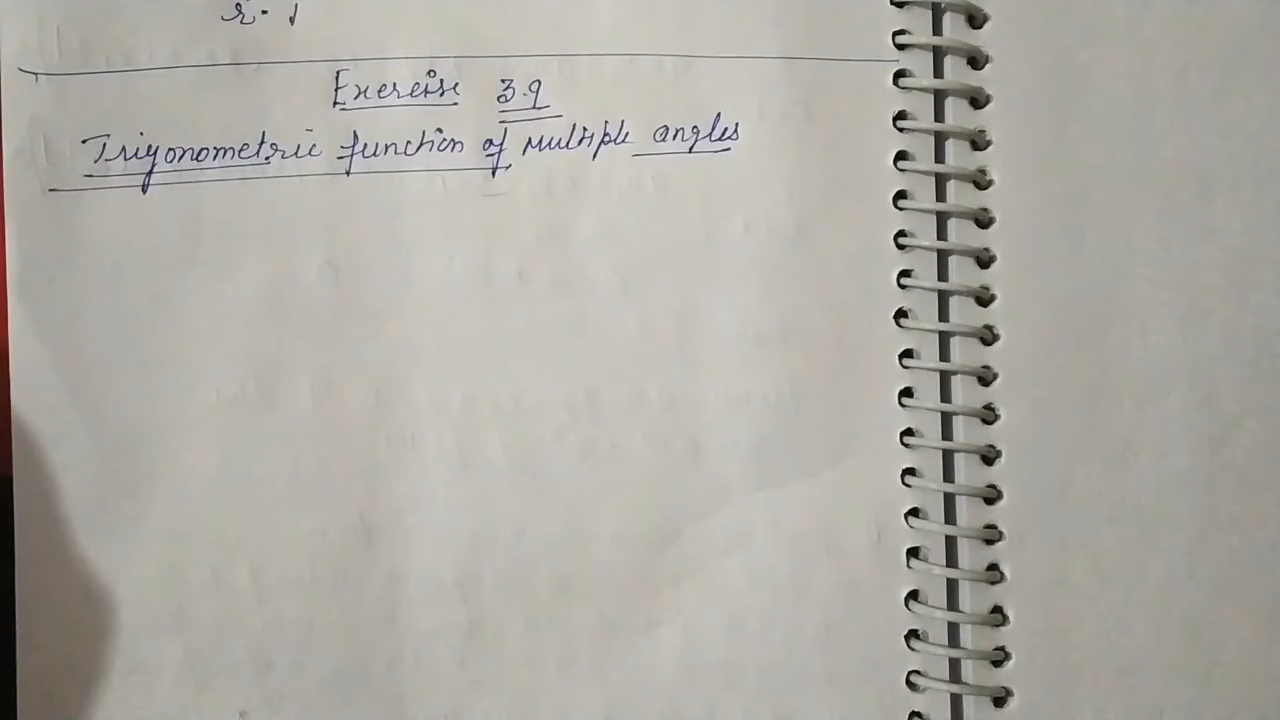 Exercise 3.9
Trigonometric function of multiple angles